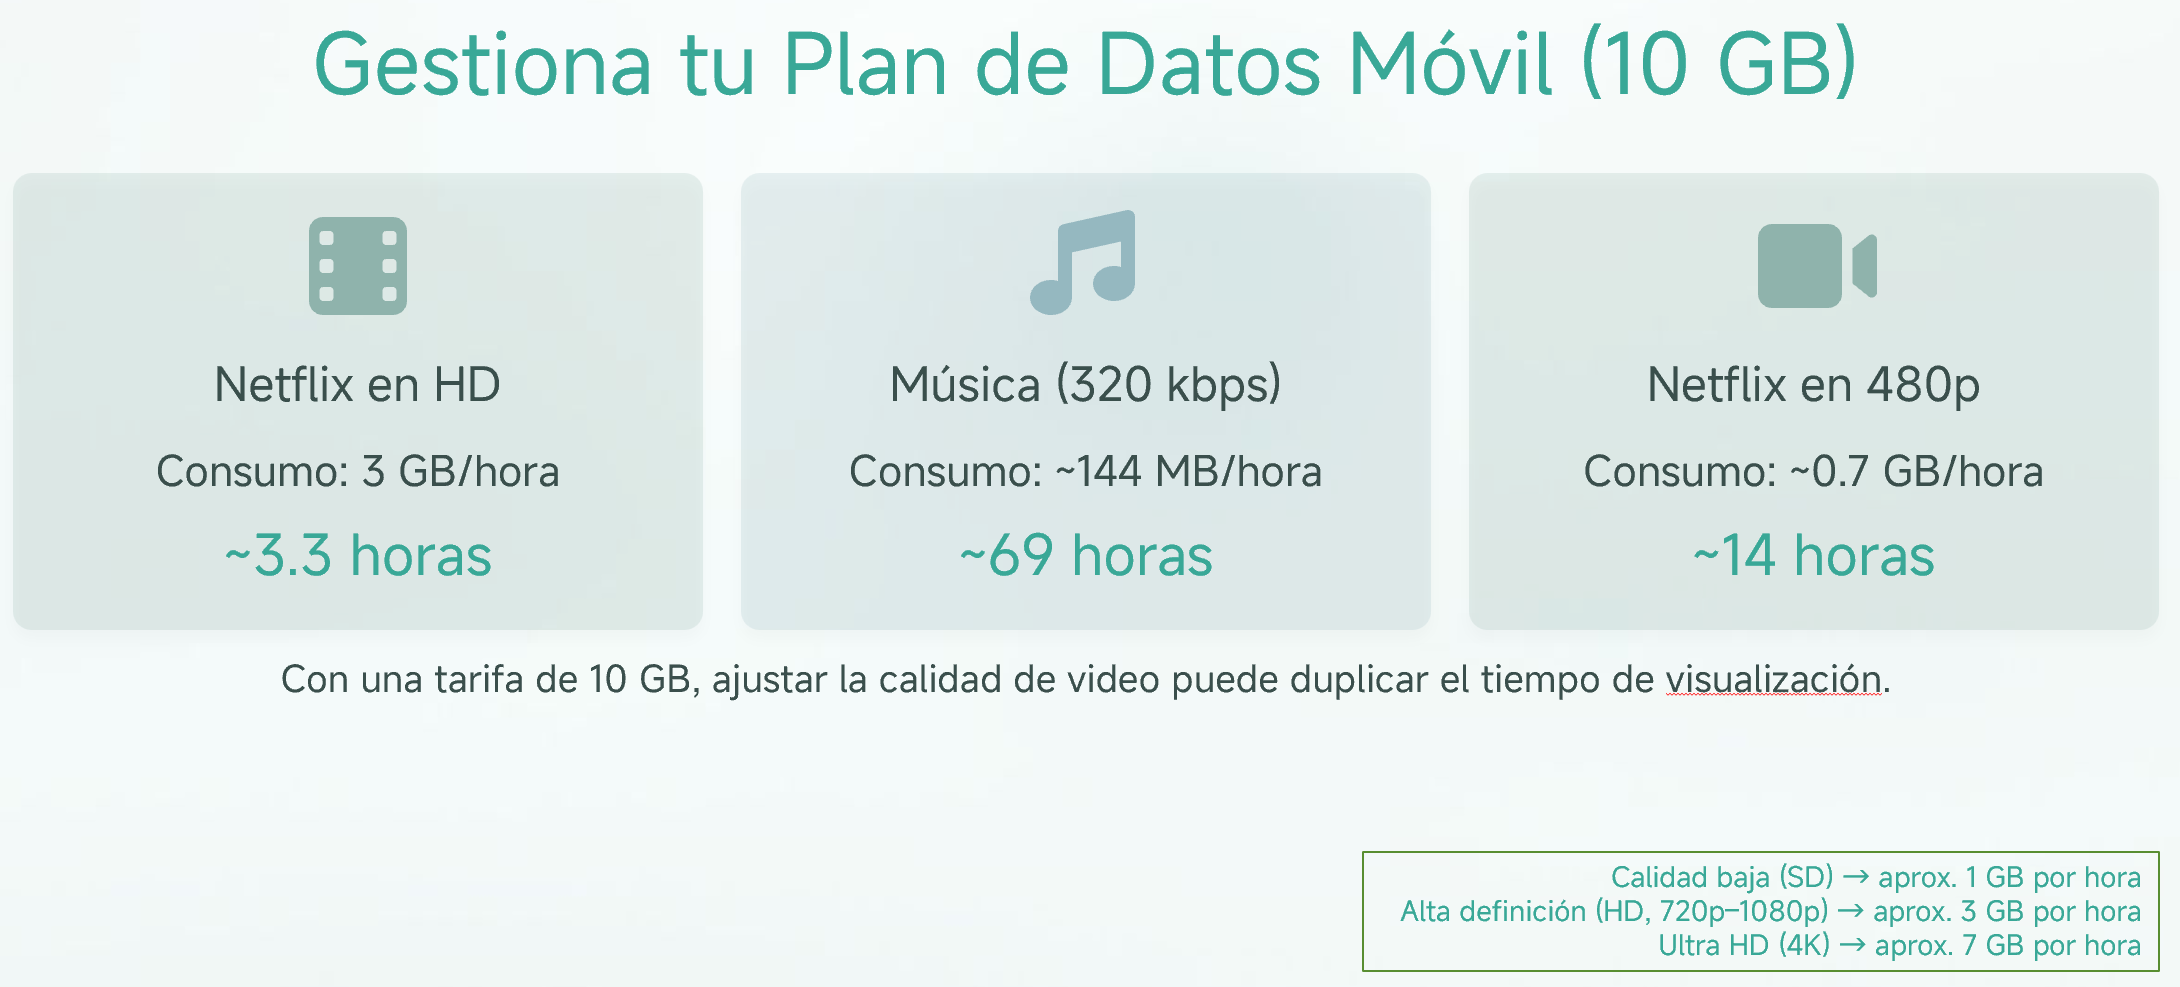 Gestiona tu Plan de Datos Móvil (10 GB)
Netflix en HD
Consumo: 3 GB/hora
~3.3 horas
Música (320 kbps)
Consumo: ~144 MB/hora
~69 horas
Netflix en 480p
Consumo: ~0.7 GB/hora
~14 horas
Con una tarifa de 10 GB, ajustar la calidad de video puede duplicar el tiempo de visualización.
Calidad baja (SD) → aprox. 1 GB por hora
Alta definición (HD, 720p–1080p) → aprox. 3 GB por hora
Ultra HD (4K) → aprox. 7 GB por hora